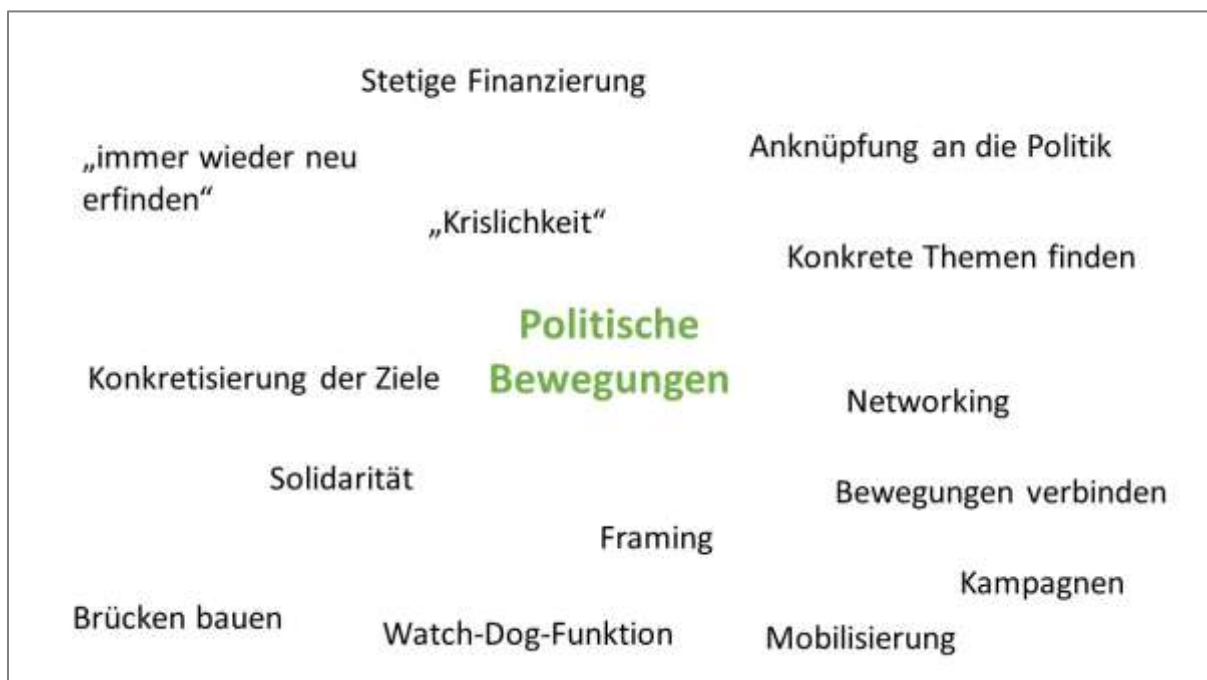 Stetige Finanzierung
Anknüpfung an die Politik
„immer wieder neu
erfinden“
„Krislichkeit“
Konkrete Themen finden
Politische
Bewegungen
Konkretisierung der Ziele
Networking
Solidarität
Bewegungen verbinden
Framing
Kampagnen
Brücken bauen
Watch-Dog-Funktion
Mobilisierung